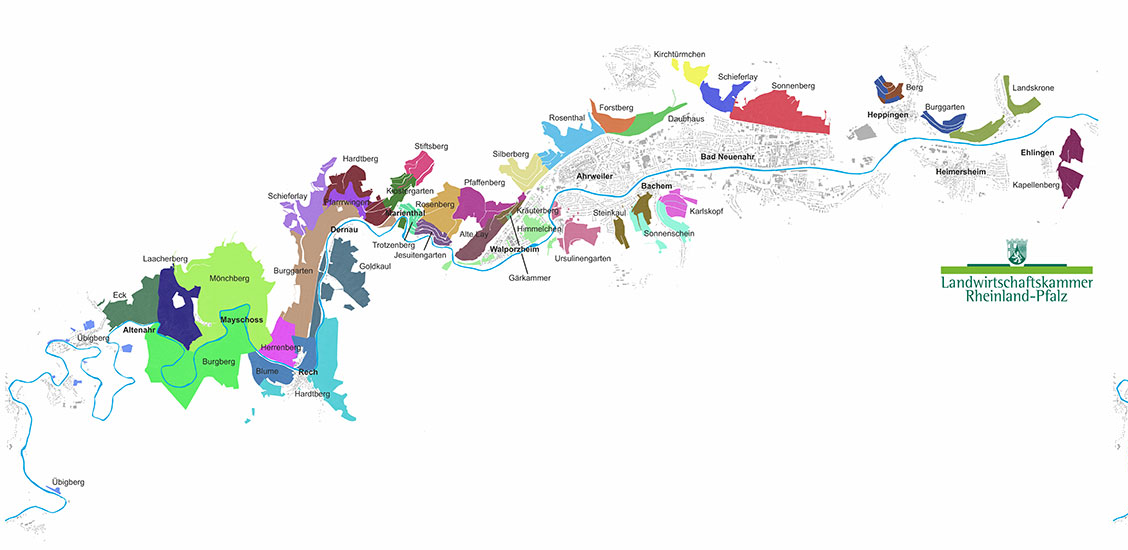 Kirchtürmchen
Schieferlay
Sonnenberg
Berg
Landskrone
Forstberg
Burggarten
Heppingen
Rosenthal
Daubhaus
Stiftsberg
Silberberg
Bad Neuenahr
Ehlingen
Hardtberg
Ahrweiler
Heimersheim
Klostergarten
Pfaffenberg
Bachem
Kapellenberg
Schieferlay
Pfarrwingert
Rosenberg
Marienthal
Kräuterberg
Steinkaul
Karlskopf
Dernau
Alte Lay
Himmelchen
Sonnenschein
Trotzenberg
Walporzheim
Jesuitengarten
Ursulinengarten
Laacherberg
Goldkaul
Burggarten
Gärkammer
Mönchberg
Landwirtschaftskammer
Rheinland-Pfalz
Eck
Mayschoss
Altenahr
Übigberg
Herrenberg
Burgberg
Blume
Rech
Hardtberg
Übigberg